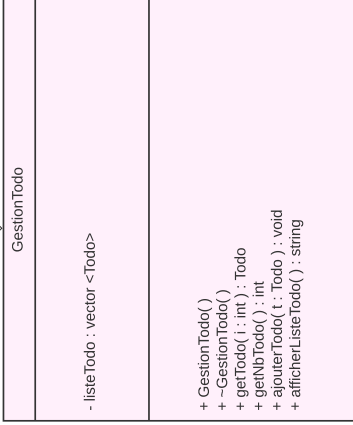 GestionTodo
- listeTodo : vector <Todo>
+ GestionTodo( )
+ ~GestionTodo( )
+ getTodo( i : int ) : Todo
+ getNbTodo( ) : int
+ ajouterTodo( t : Todo ) : void
+ afficherListeTodo( ) : string